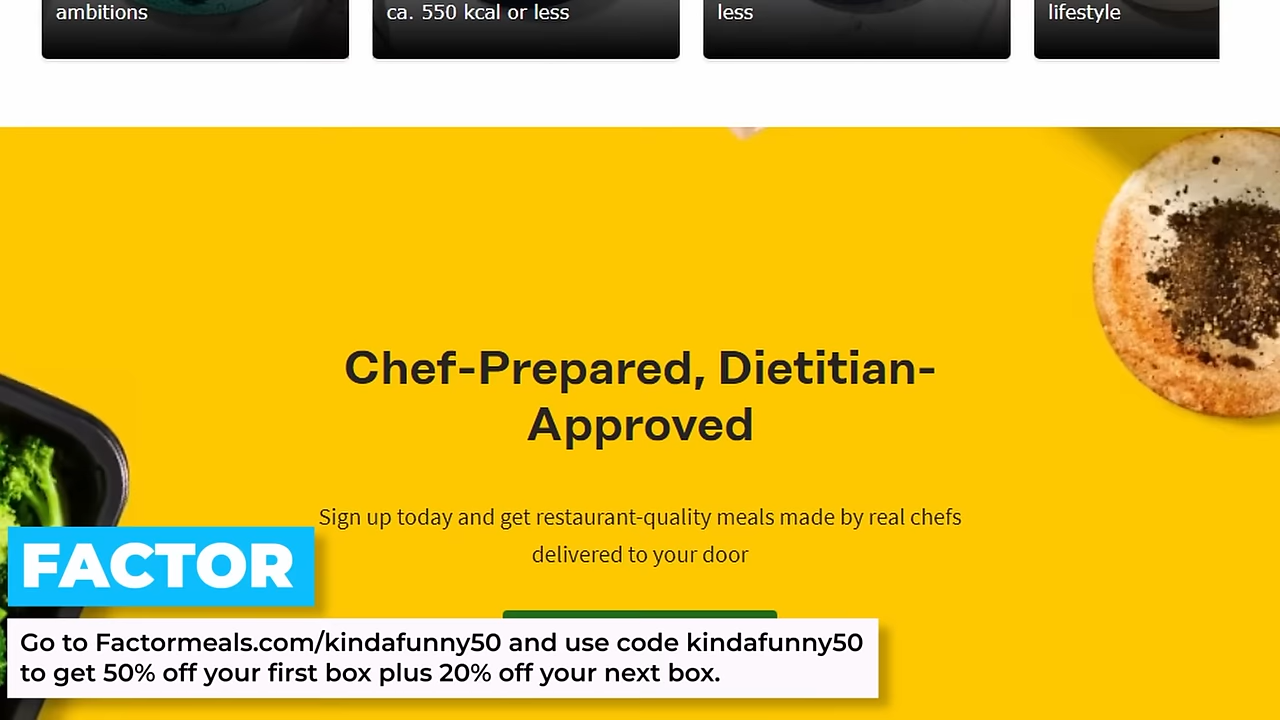 ambitions
ca. 550 kcal or less
less
lifestyle
Chef-Prepared, Dietitian-
Approved
Sign up today and get restaurant-quality meals made by real chefs
delivered to your door
FACTOR
Go to Factormeals.com/kindafunny50 and use code kindafunny50
to get 50% off your first box plus 20% off your next box.